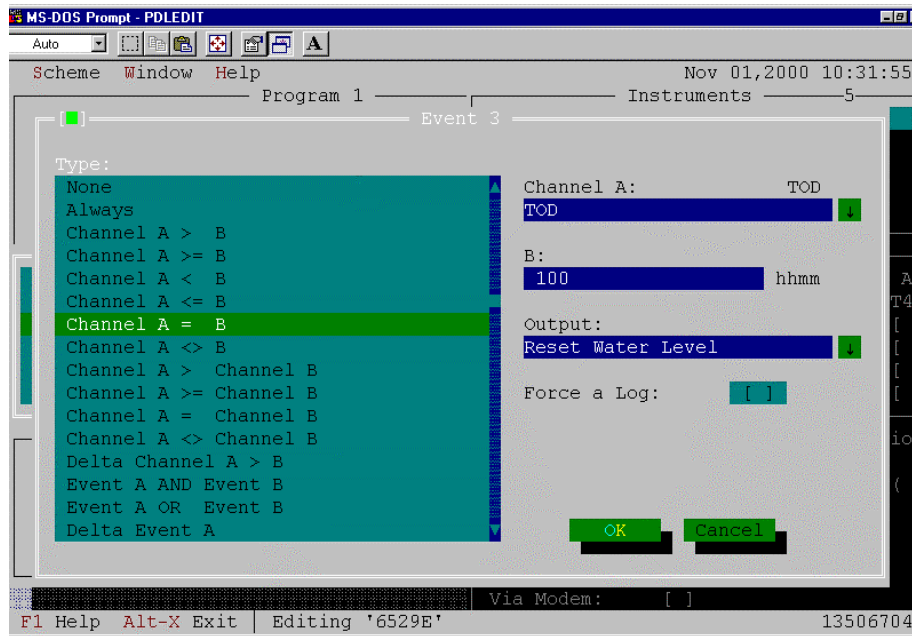 MS-DOS Prompt - PDLEDIT
Auto
A
Scheme Window Help Nov 01,2000 10:31:55
Program 1 Instruments 5
[■] Event 3
Type:
None
Always
Channel A > B
Channel A >= B
Channel A < B
Channel A <= B
Channel A = B
Channel A <> B
Channel A > Channel B
Channel A >= Channel B
Channel A = Channel B
Channel A <> Channel B
Delta Channel A > B
Event A AND Event B
Event A OR Event B
Delta Event A
Channel A: TOD
TOD ↓
B:
100 hhmm
Output:
Reset Water Level ↓
Force a Log: [ ]
OK Cancel
A
T4
[
[
[
[
io
(
Via Modem: [ ]
F1 Help Alt-X Exit | Editing '6529E' 13506704